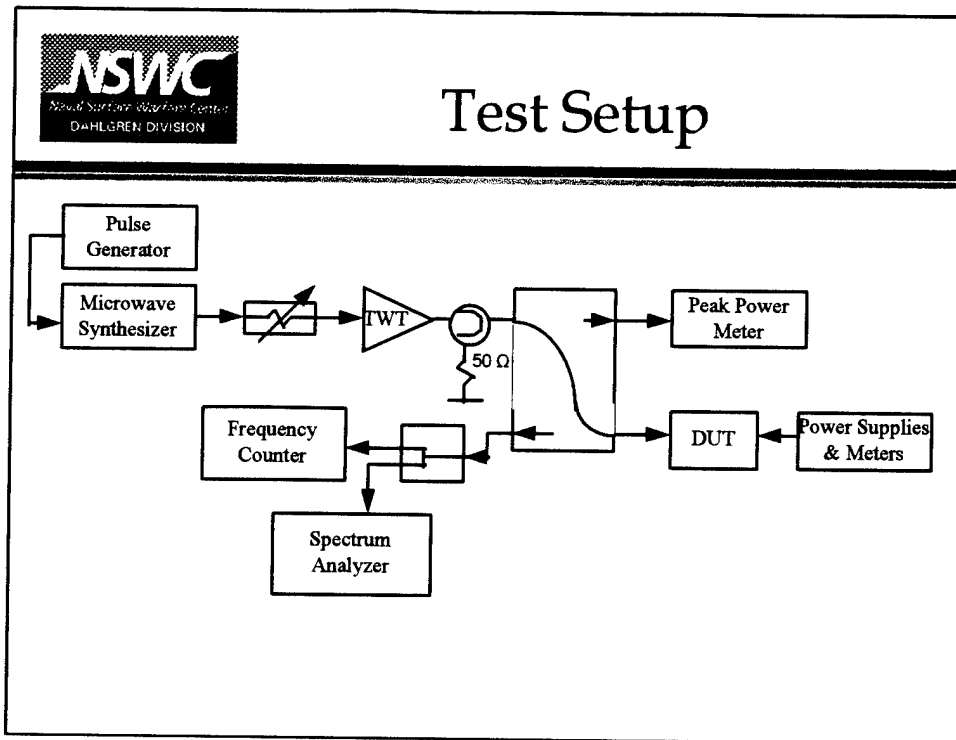 NSWC
Naval Surface Warfare Center
DAHLGREN DIVISION
Test Setup
Pulse
Generator
Microwave
Synthesizer
TWT
50 Ω
Peak Power
Meter
Frequency
Counter
DUT
Power Supplies
& Meters
Spectrum
Analyzer